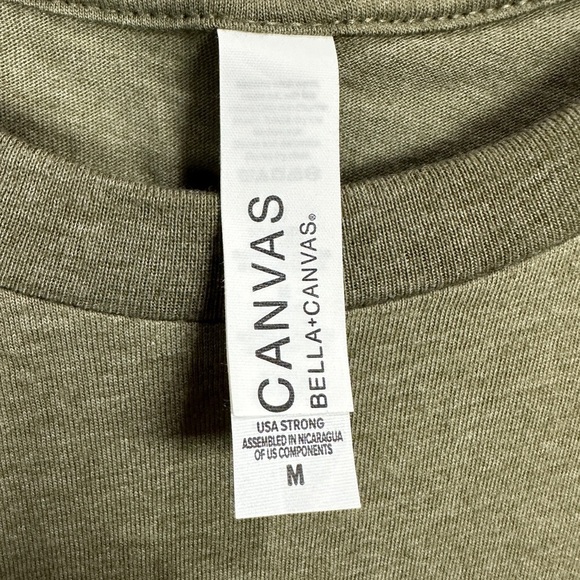 CANVAS
BELLA+CANVAS®
USA STRONG
ASSEMBLED IN NICARAGUA
OF US COMPONENTS
M